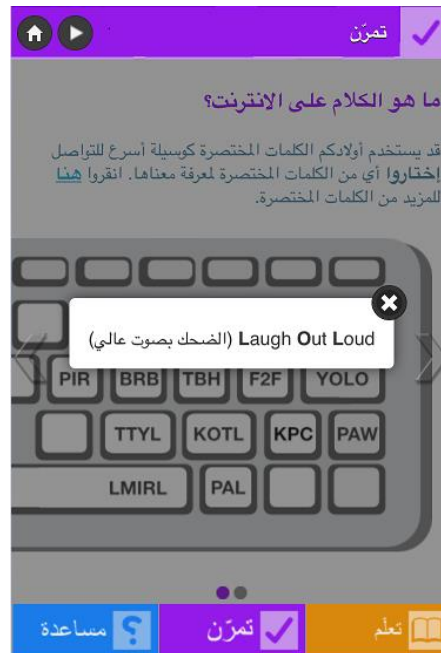 تمرّن
ما هو الكلام على الانترنت؟
قد يستخدم أولادكم الكلمات المختصرة كوسيلة أسرع للتواصل
إختاروا أي من الكلمات المختصرة لمعرفة معناها. انقروا هنا
للمزيد من الكلمات المختصرة.
Laugh Out Loud (الضحك بصوت عالي)
PIR BRB TBH F2F YOLO
TTYL KOTL KPC PAW
LMIRL PAL
تعلّم تمرّن مساعدة